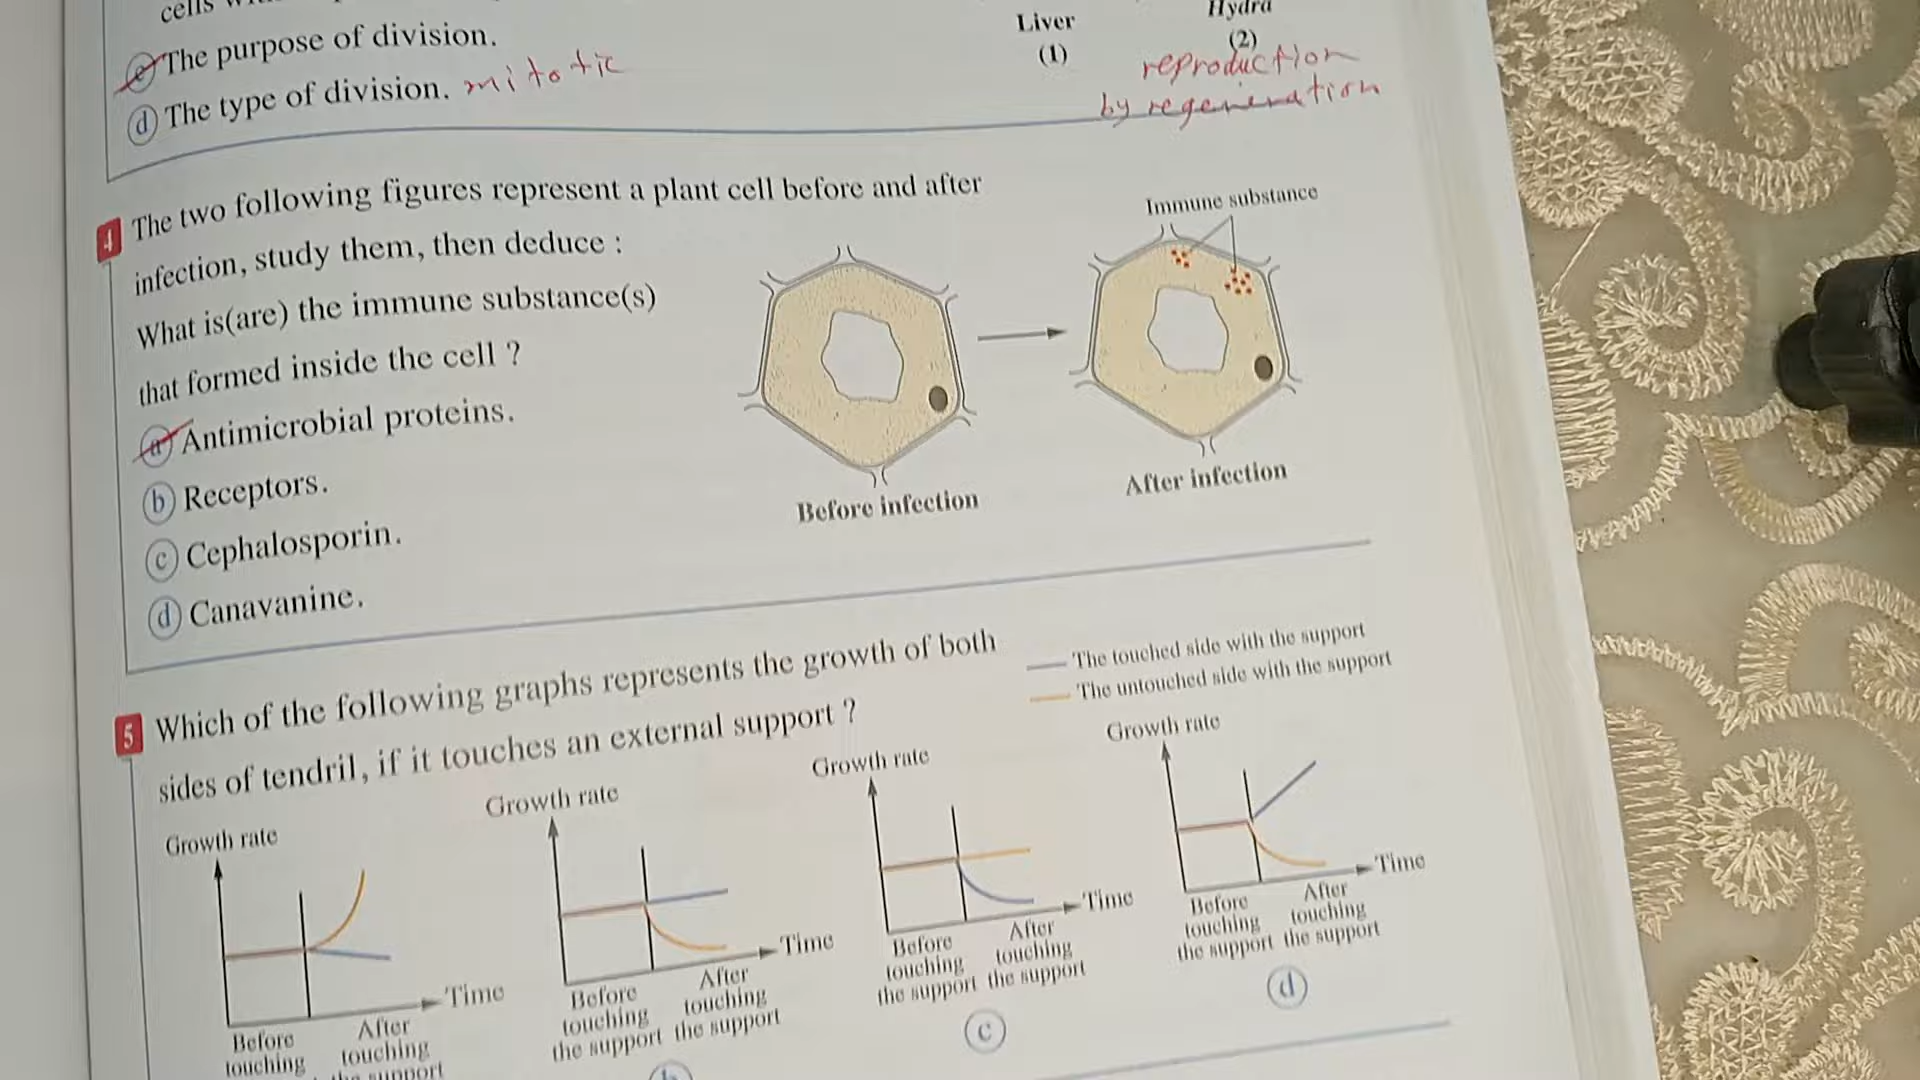 cells
c The purpose of division.
d The type of division. mitotic
Liver
(1)
Hydra
(2)
reproduction
by regeneration
4 The two following figures represent a plant cell before and after
infection, study them, then deduce :
What is(are) the immune substance(s)
that formed inside the cell ?
a Antimicrobial proteins.
b Receptors.
c Cephalosporin.
d Canavanine.
Immune substance
Before infection
After infection
5 Which of the following graphs represents the growth of both
sides of tendril, if it touches an external support ?
The touched side with the support
The untouched side with the support
Growth rate
Time
Before
touching
After
touching
the support
Growth rate
Time
Before
touching
the support
After
touching
the support
b
Growth rate
Time
Before
touching
the support
After
touching
the support
c
Growth rate
Time
Before
touching
the support
After
touching
the support
d